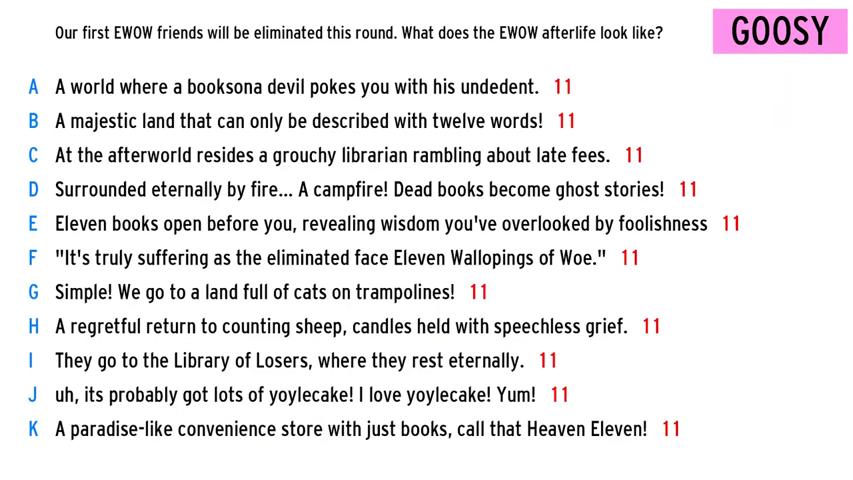 Our first EWOW friends will be eliminated this round. What does the EWOW afterlife look like?
GOOSY
A A world where a booksona devil pokes you with his undedent. 11
B A majestic land that can only be described with twelve words! 11
C At the afterworld resides a grouchy librarian rambling about late fees. 11
D Surrounded eternally by fire... A campfire! Dead books become ghost stories! 11
E Eleven books open before you, revealing wisdom you've overlooked by foolishness 11
F "It's truly suffering as the eliminated face Eleven Wallopings of Woe." 11
G Simple! We go to a land full of cats on trampolines! 11
H A regretful return to counting sheep, candles held with speechless grief. 11
I They go to the Library of Losers, where they rest eternally. 11
J uh, its probably got lots of yoylecake! I love yoylecake! Yum! 11
K A paradise-like convenience store with just books, call that Heaven Eleven! 11